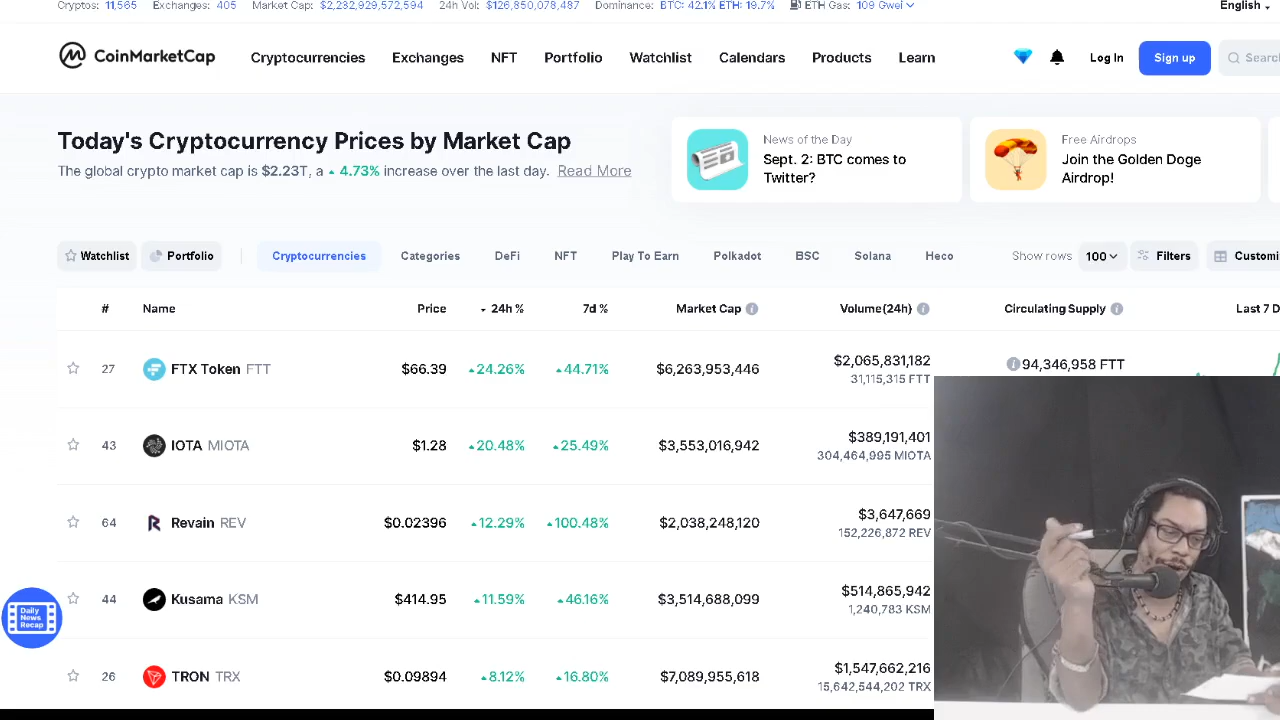 Cryptos: 11,565 Exchanges: 405 Market Cap: $2,232,929,572,594 24h Vol: $126,850,078,487 Dominance: BTC: 42.1% ETH: 19.7% ETH Gas: 109 Gwei English
CoinMarketCap Cryptocurrencies Exchanges NFT Portfolio Watchlist Calendars Products Learn Log In Sign up
Today's Cryptocurrency Prices by Market Cap
The global crypto market cap is $2.23T, a 4.73% increase over the last day. Read More
News of the Day
Sept. 2: BTC comes to
Twitter?
Free Airdrops
Join the Golden Doge
Airdrop!
Watchlist Portfolio Cryptocurrencies Categories DeFi NFT Play To Earn Polkadot BSC Solana Heco Show rows 100 Filters
# Name Price 24h % 7d % Market Cap Volume(24h) Circulating Supply Last 7 D
27 FTX Token FTT $66.39 24.26% 44.71% $6,263,953,446 $2,065,831,182 94,346,958 FTT
31,115,315 FTT
43 IOTA MIOTA $1.28 20.48% 25.49% $3,553,016,942 $389,191,401
304,464,995 MIOTA
64 Revain REV $0.02396 12.29% 100.48% $2,038,248,120 $3,647,669
152,226,872 REV
44 Kusama KSM $414.95 11.59% 46.16% $3,514,688,099 $514,865,942
1,240,783 KSM
26 TRON TRX $0.09894 8.12% 16.80% $7,089,955,618 $1,547,662,216
15,642,544,202 TRX
Daily
News
Recap